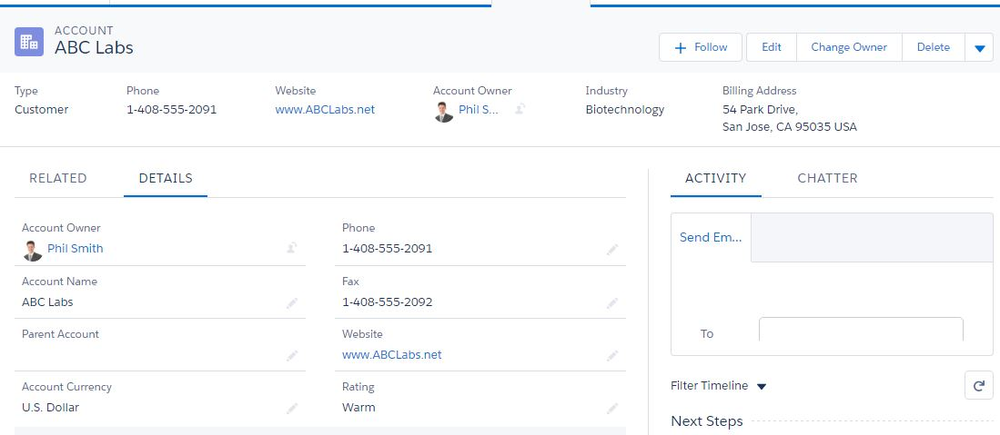 ACCOUNT
ABC Labs
Follow
Edit
Change Owner
Delete
Type
Customer
Phone
1-408-555-2091
Website
www.ABCLabs.net
Account Owner
Phil S...
Industry
Biotechnology
Billing Address
54 Park Drive,
San Jose, CA 95035 USA
RELATED
DETAILS
Account Owner
Phil Smith
Phone
1-408-555-2091
Account Name
ABC Labs
Fax
1-408-555-2092
Parent Account
Website
www.ABCLabs.net
Account Currency
U.S. Dollar
Rating
Warm
ACTIVITY
CHATTER
Send Em...
To
Filter Timeline
Next Steps